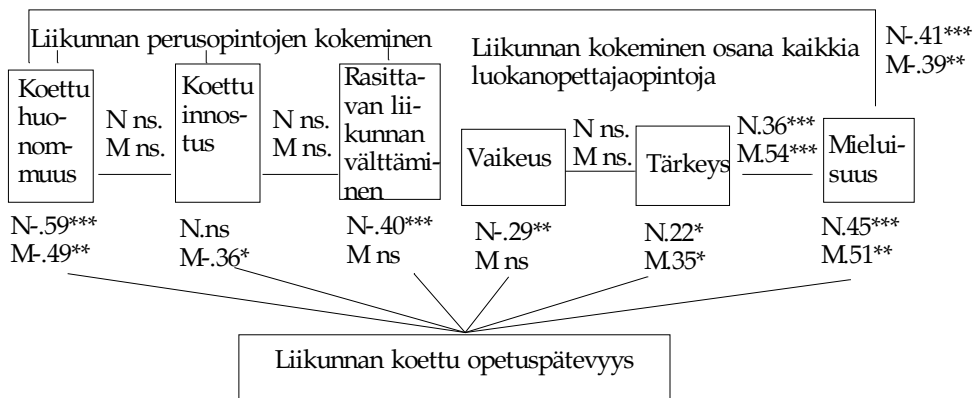 Liikunnan perusopintojen kokeminen
Liikunnan kokeminen osana kaikkia
luokanopettajaopintoja
N-.41***
M-.39**
Koettu
huo-
nom-
muus
N ns.
M ns.
Koettu
innos-
tus
N ns.
M ns.
Rasitta-
van lii-
kunnan
välttämi-
nen
Vaikeus
N ns.
M ns.
Tärkeys
N.36***
M.54***
Mielui-
suus
N-.59***
M-.49**
N.ns
M-.36*
N-.40***
M ns
N-.29**
M ns
N.22*
M.35*
N.45***
M.51**
Liikunnan koettu opetuspätevyys